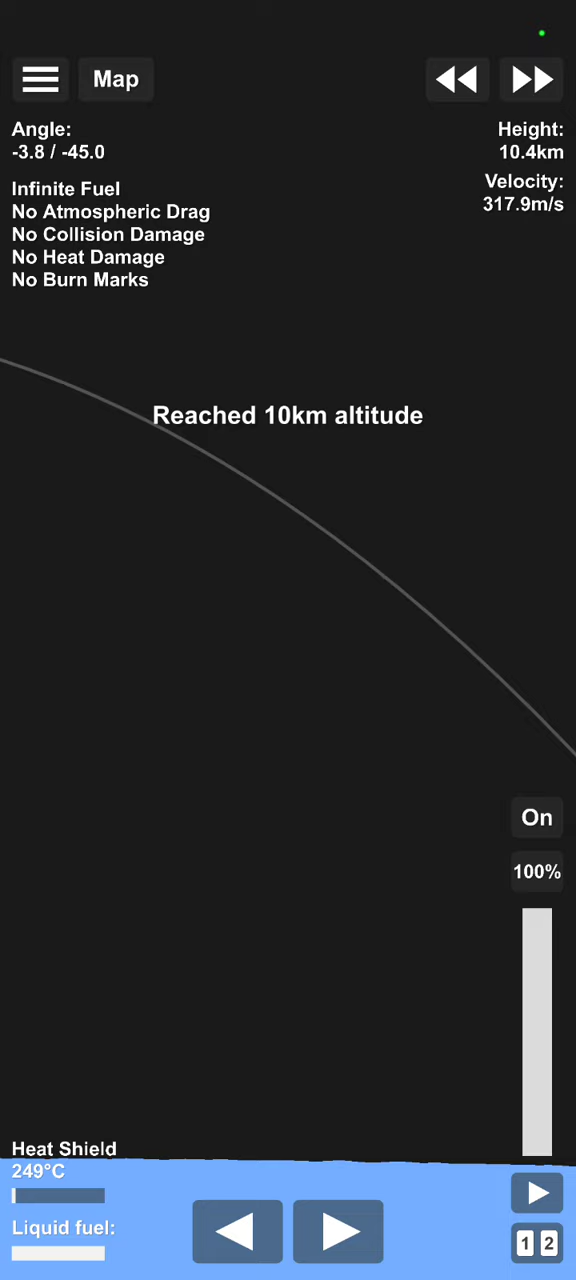 Map
Angle:
-3.8 / -45.0
Height:
10.4km
Velocity:
317.9m/s
Infinite Fuel
No Atmospheric Drag
No Collision Damage
No Heat Damage
No Burn Marks
Reached 10km altitude
On
100%
Heat Shield
249°C
Liquid fuel:
1 2